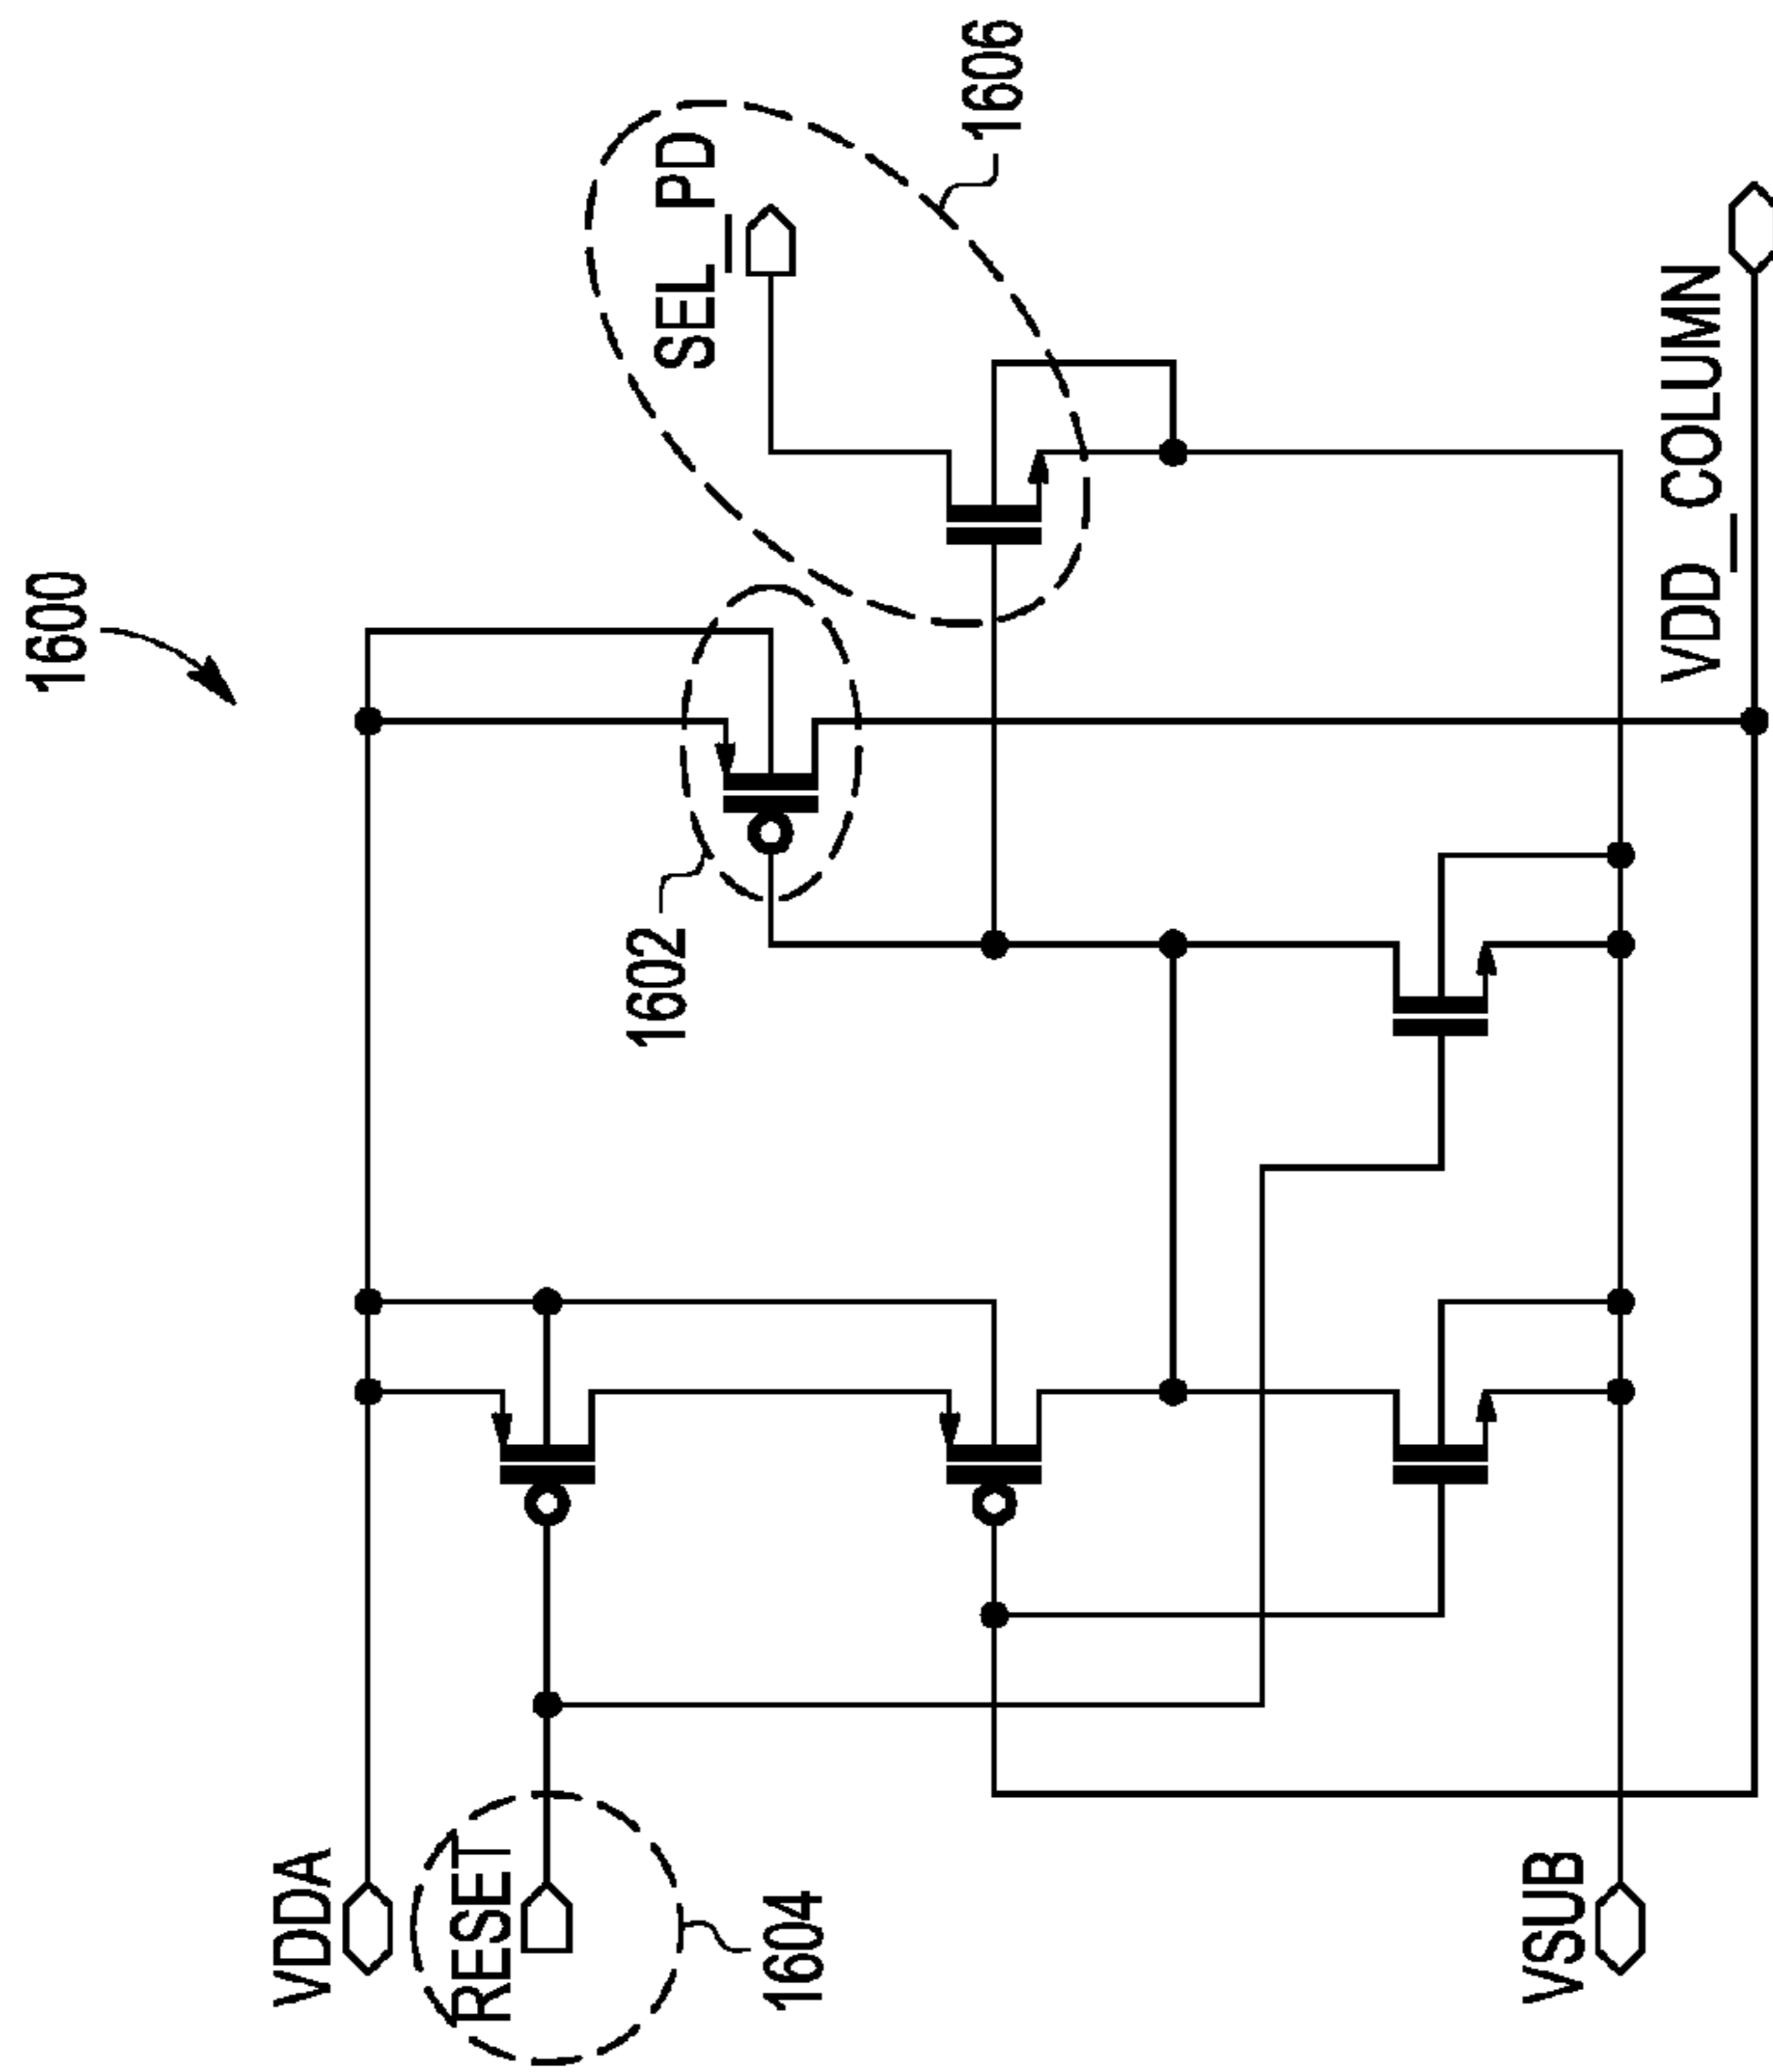 1600
VDDA
RESET
1604
1602
SEL_PD
1606
VSUB
VDD_COLUMN